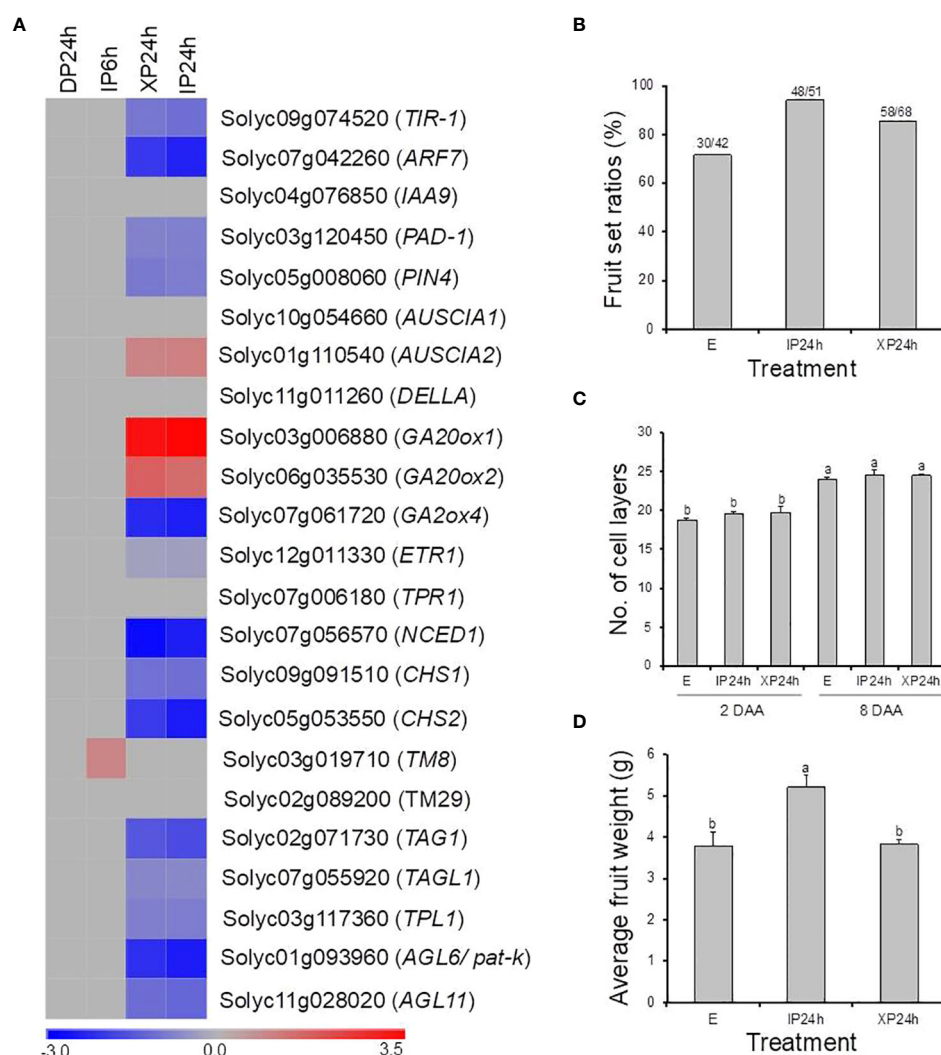 A
DP24h
IP6h
XP24h
IP24h
Solyc09g074520 (TIR-1)
Solyc07g042260 (ARF7)
Solyc04g076850 (IAA9)
Solyc03g120450 (PAD-1)
Solyc05g008060 (PIN4)
Solyc10g054660 (AUSCIA1)
Solyc01g110540 (AUSCIA2)
Solyc11g011260 (DELLA)
Solyc03g006880 (GA20ox1)
Solyc06g035530 (GA20ox2)
Solyc07g061720 (GA2ox4)
Solyc12g011330 (ETR1)
Solyc07g006180 (TPR1)
Solyc07g056570 (NCED1)
Solyc09g091510 (CHS1)
Solyc05g053550 (CHS2)
Solyc03g019710 (TM8)
Solyc02g089200 (TM29)
Solyc02g071730 (TAG1)
Solyc07g055920 (TAGL1)
Solyc03g117360 (TPL1)
Solyc01g093960 (AGL6/ pat-k)
Solyc11g028020 (AGL11)
-3.0 0.0 3.5
B
Fruit set ratios (%)
100
80
60
40
20
0
30/42
48/51
58/68
E IP24h XP24h
Treatment
C
No. of cell layers
30
25
20
15
10
5
0
b b b a a a
E IP24h XP24h E IP24h XP24h
2 DAA 8 DAA
D
Average fruit weight (g)
6
5
4
3
2
1
0
b a b
E IP24h XP24h
Treatment